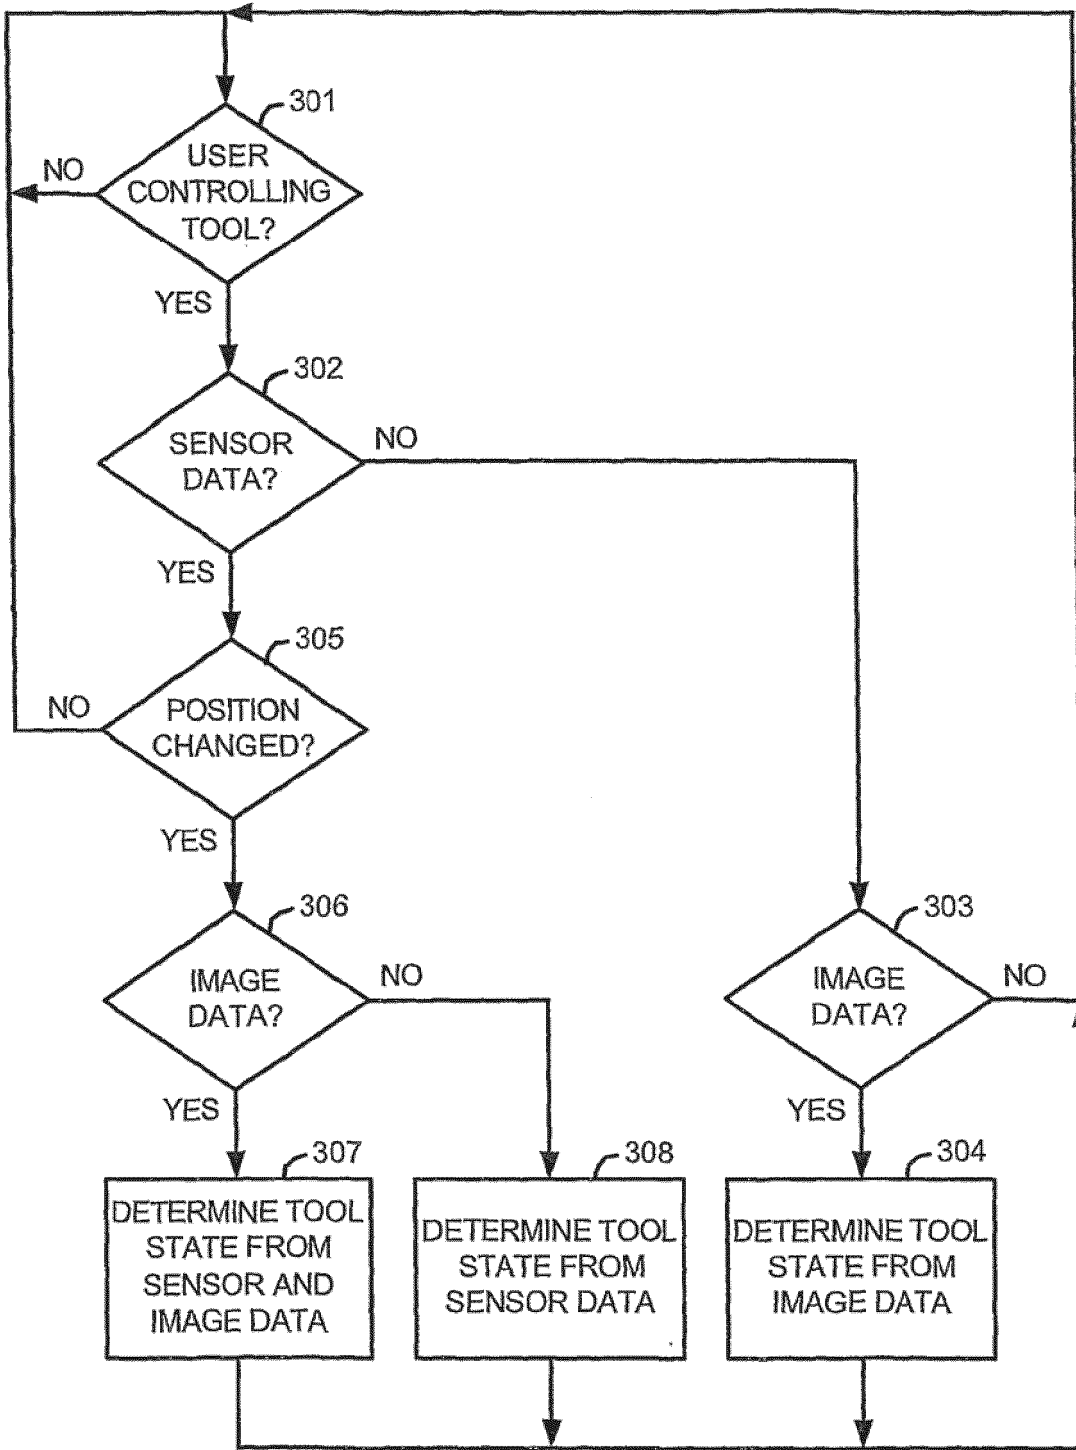 301
USER
CONTROLLING
TOOL?
NO
YES
302
SENSOR
DATA?
NO
YES
305
POSITION
CHANGED?
NO
YES
306
IMAGE
DATA?
NO
YES
303
IMAGE
DATA?
NO
YES
307
DETERMINE TOOL
STATE FROM
SENSOR AND
IMAGE DATA
308
DETERMINE TOOL
STATE FROM
SENSOR DATA
304
DETERMINE TOOL
STATE FROM
IMAGE DATA